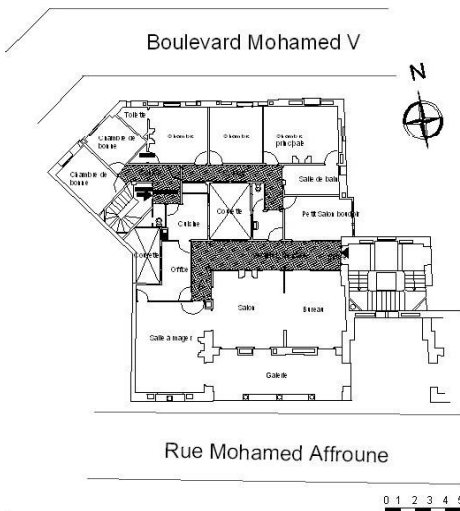 Boulevard Mohamed V
N
Toilette
Chambre de
bonne
Chambre
Chambre
Chambre
principale
Chambre de
bonne
Salle de bain
Cuisine
Courette
Petit Salon boudoir
Courette
Office
Salon
Bureau
Salle à manger
Galerie
Rue Mohamed Affroune
0 1 2 3 4 5